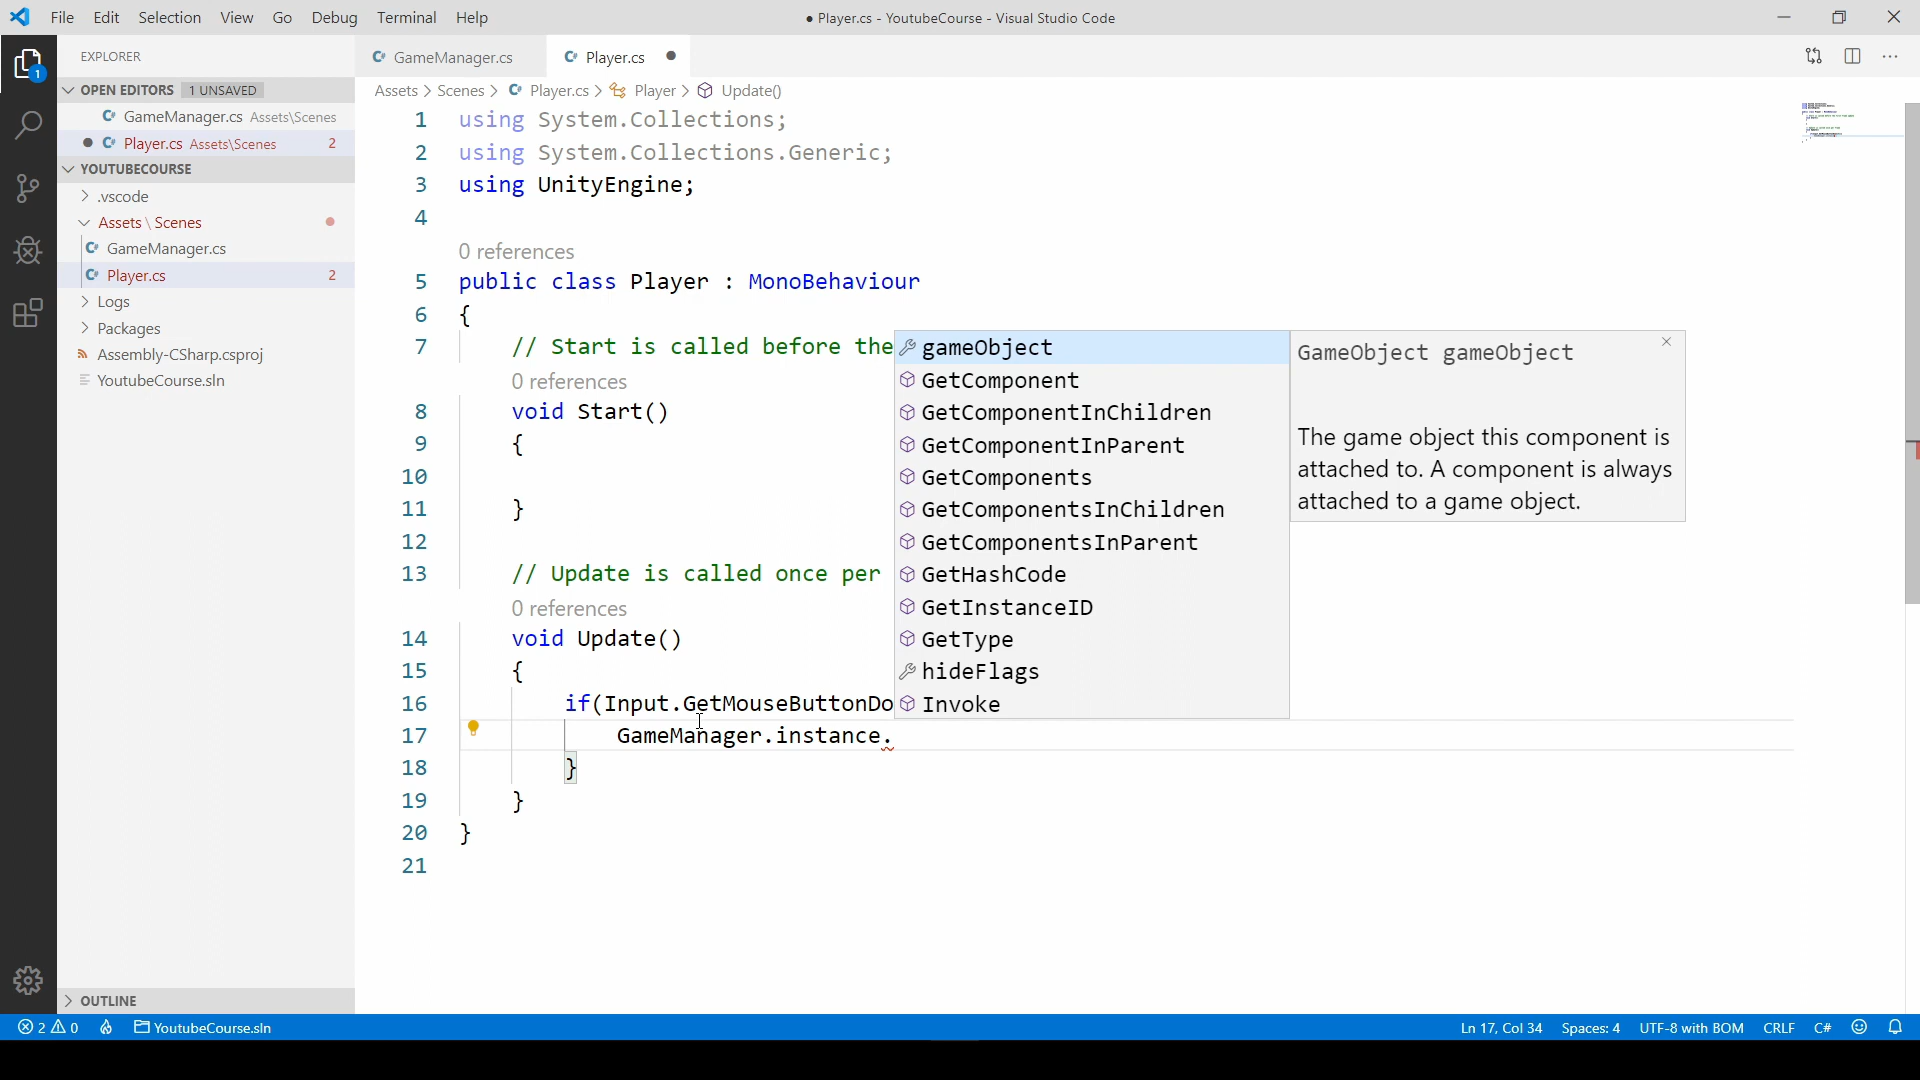 File Edit Selection View Go Debug Terminal Help
● Player.cs - YoutubeCourse - Visual Studio Code
EXPLORER
GameManager.cs
Player.cs
OPEN EDITORS 1 UNSAVED
GameManager.cs Assets\Scenes
Player.cs Assets\Scenes 2
YOUTUBECOURSE
.vscode
Assets \ Scenes
GameManager.cs
Player.cs 2
Logs
Packages
Assembly-CSharp.csproj
YoutubeCourse.sln
OUTLINE
1
Assets > Scenes > Player.cs > Player > Update()
1 using System.Collections;
2 using System.Collections.Generic;
3 using UnityEngine;
4
0 references
5 public class Player : MonoBehaviour
6 {
7 // Start is called before the
0 references
8 void Start()
9 {
10
11 }
12
13 // Update is called once per
0 references
14 void Update()
15 {
16 if(Input.GetMouseButtonDo
17 GameManager.instance.
18 }
19 }
20 }
21
gameObject
GetComponent
GetComponentInChildren
GetComponentInParent
GetComponents
GetComponentsInChildren
GetComponentsInParent
GetHashCode
GetInstanceID
GetType
hideFlags
Invoke
GameObject gameObject
The game object this component is
attached to. A component is always
attached to a game object.
2 0 YoutubeCourse.sln
Ln 17, Col 34 Spaces: 4 UTF-8 with BOM CRLF C#